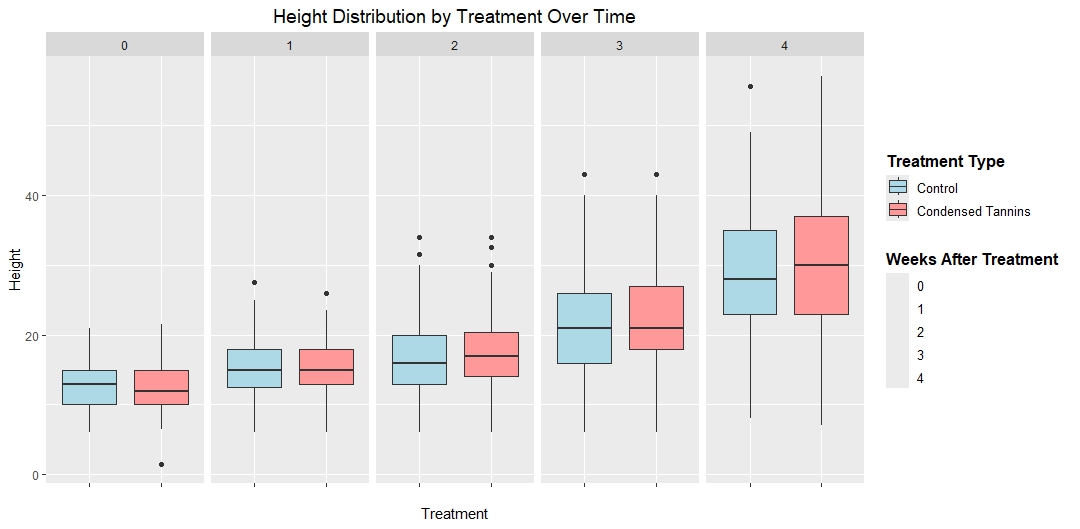 Height Distribution by Treatment Over Time
0 1 2 3 4
40
20
0
Height
Treatment
Treatment Type
Control
Condensed Tannins
Weeks After Treatment
0
1
2
3
4